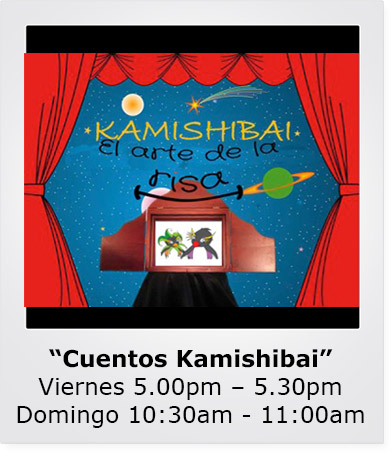 KAMISHIBAI
El arte de la
risa
“Cuentos Kamishibai”
Viernes 5.00pm – 5.30pm
Domingo 10:30am - 11:00am